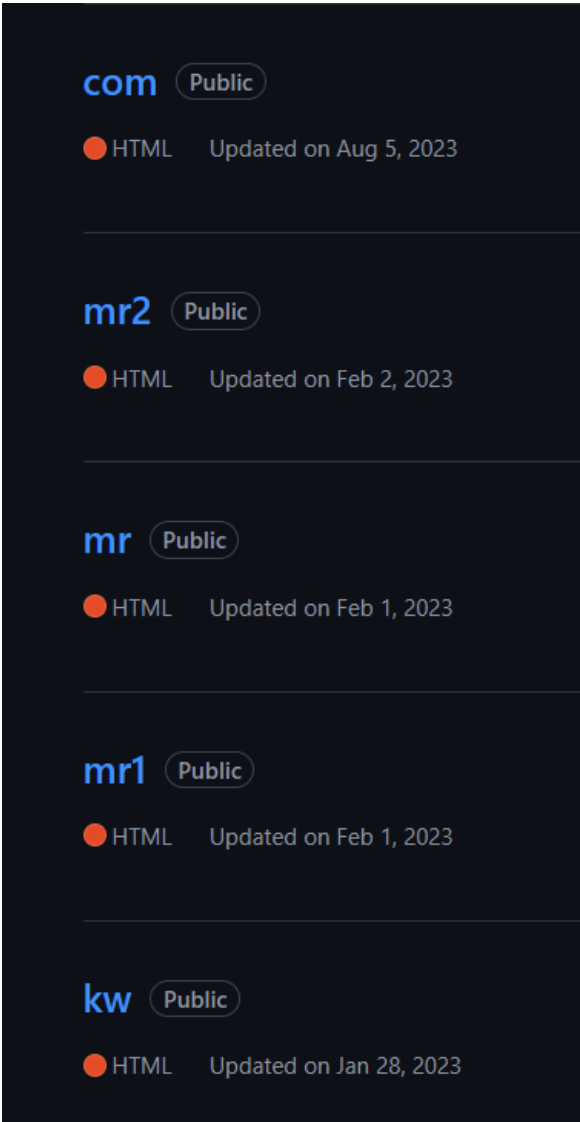 com Public
HTML Updated on Aug 5, 2023
mr2 Public
HTML Updated on Feb 2, 2023
mr Public
HTML Updated on Feb 1, 2023
mr1 Public
HTML Updated on Feb 1, 2023
kw Public
HTML Updated on Jan 28, 2023